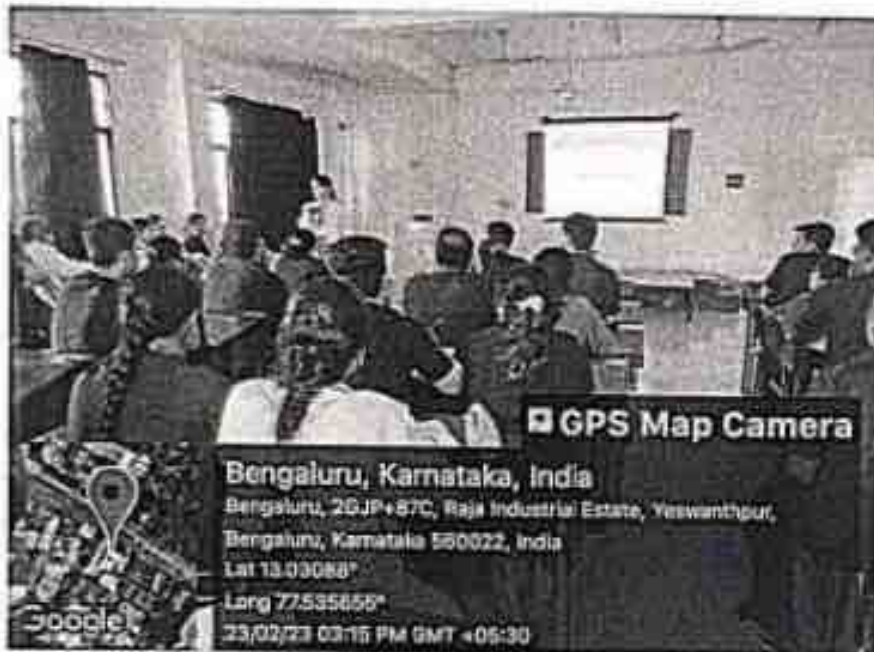 GPS Map Camera
Bengaluru, Karnataka, India
Bengaluru, 2GJP+87C, Raja Industrial Estate, Yeswanthpur,
Bengaluru, Karnataka 560022, India
Lat 13.03088°
Long 77.535655°
23/02/23 03:15 PM GMT +05:30
Google